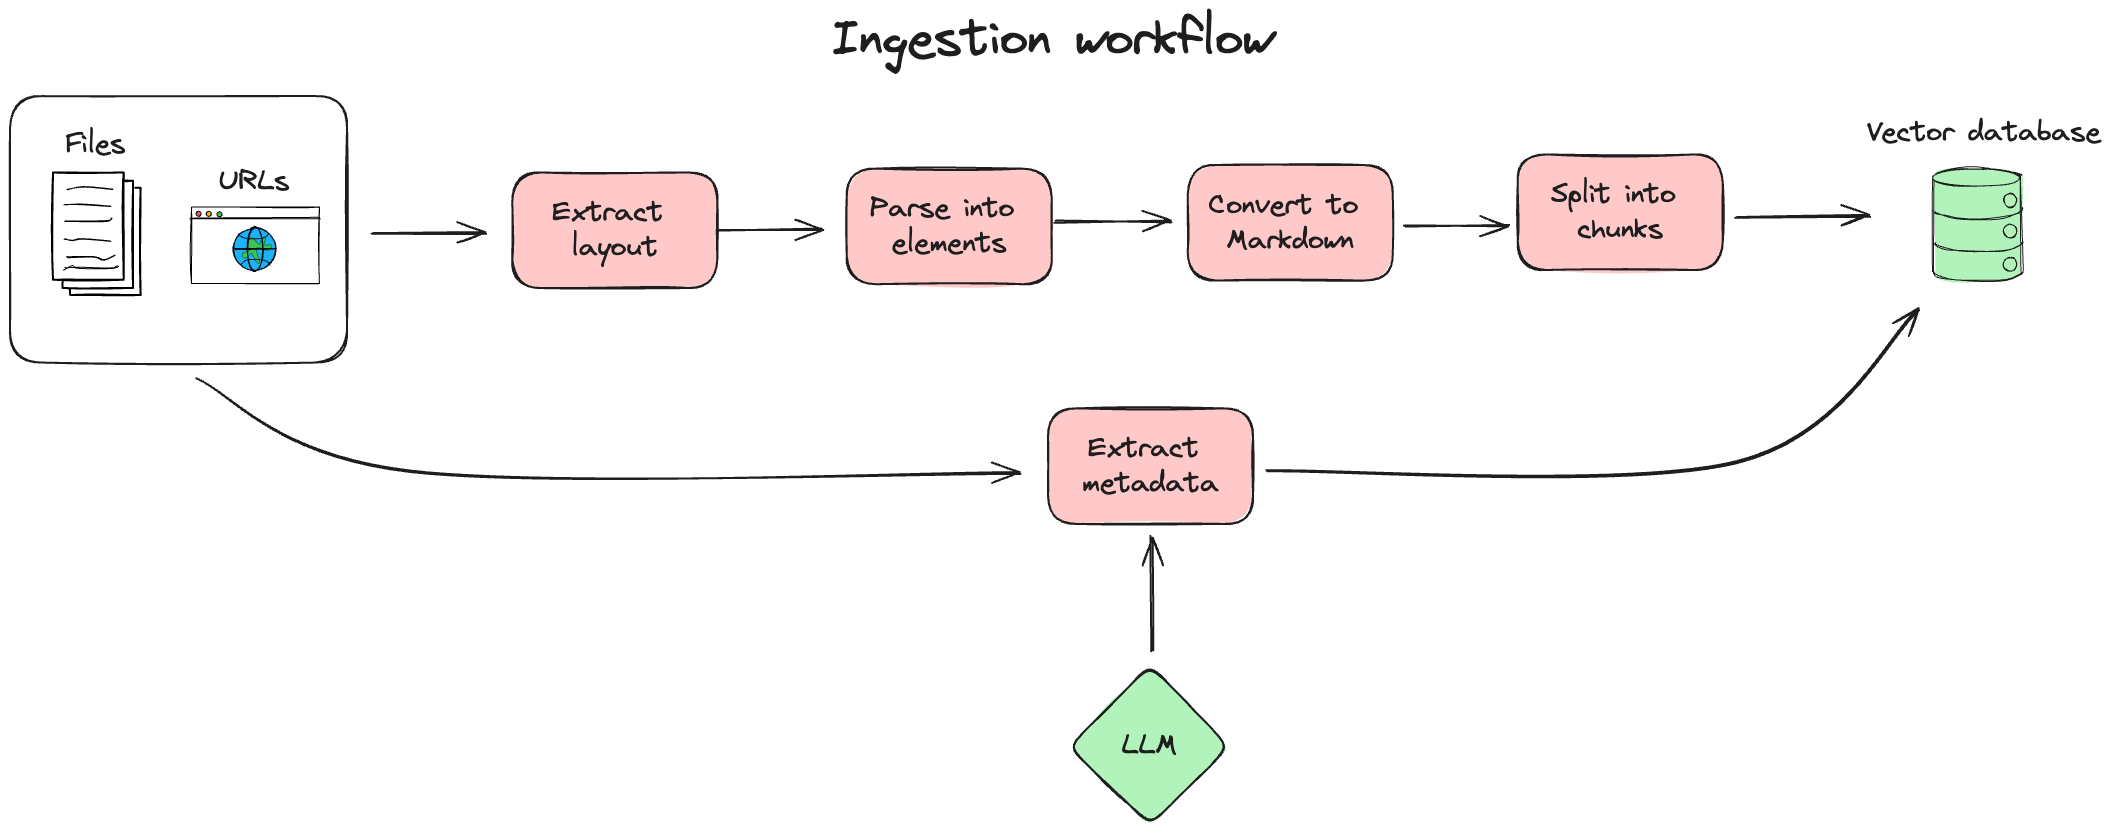 Ingestion workflow
Files
URLs
Extract
layout
Parse into
elements
Convert to
Markdown
Split into
chunks
Vector database
Extract
metadata
LLM